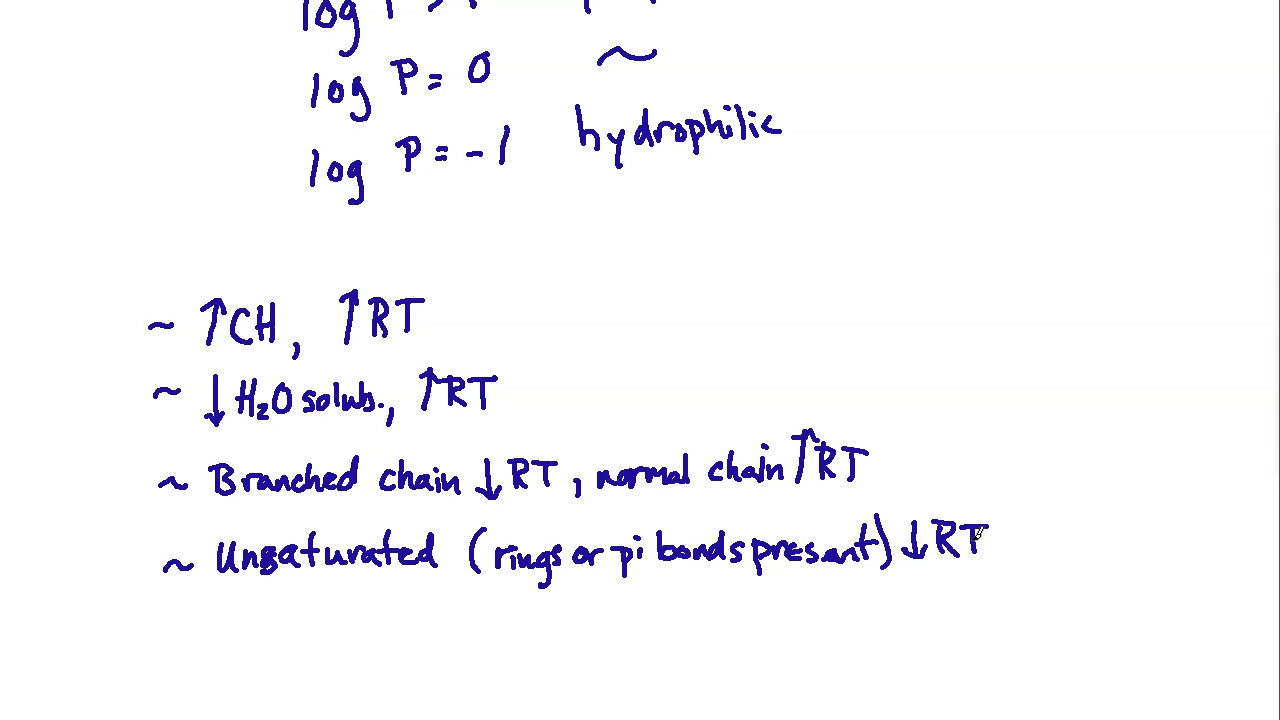 log
log P = 0 ~
log P = -1 hydrophilic
~ ↑CH, ↑RT
~ ↓H₂O solub., ↑RT
~ Branched chain ↓RT, normal chain ↑RT
~ Unsaturated (rings or pi bonds present) ↓RT